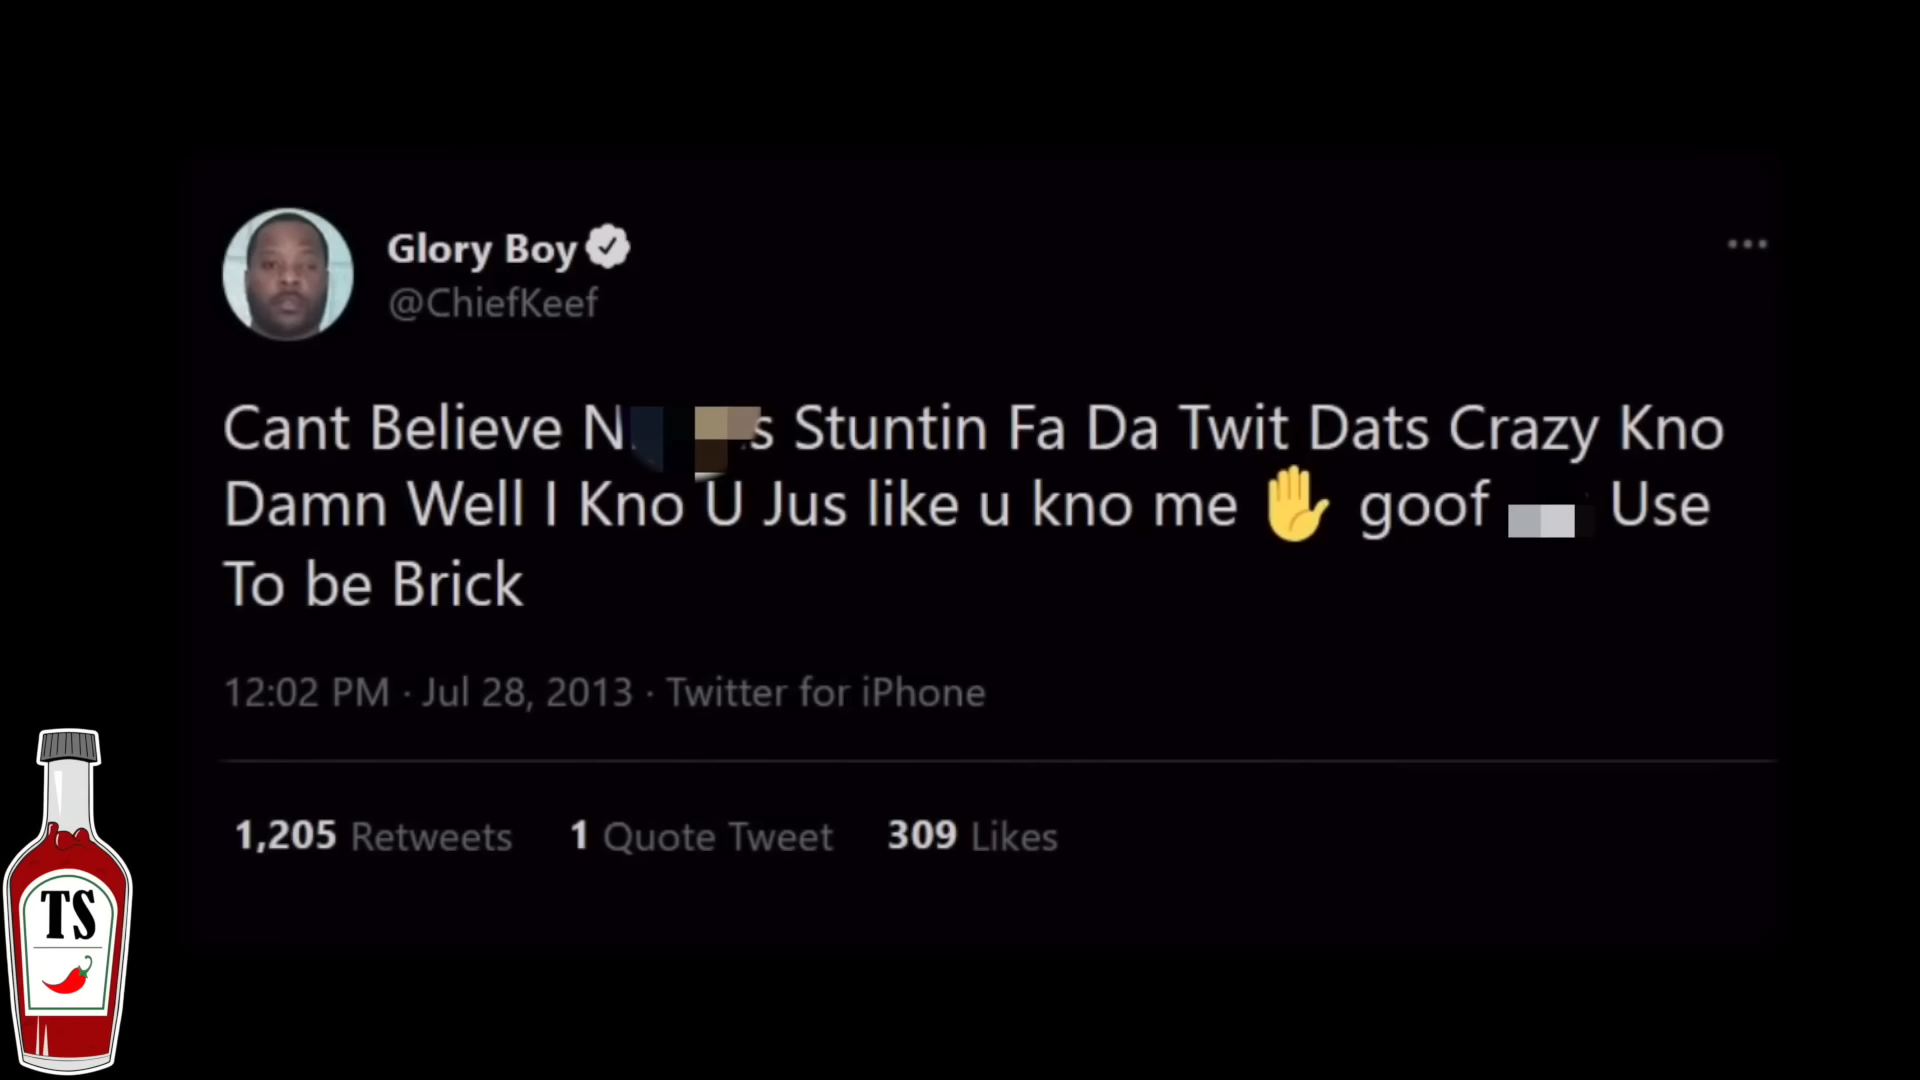 Glory Boy
@ChiefKeef
Cant Believe Stuntin Fa Da Twit Dats Crazy Kno
Damn Well I Kno U Jus like u kno me ✋ goof Use
To be Brick
12:02 PM · Jul 28, 2013 · Twitter for iPhone
1,205 Retweets 1 Quote Tweet 309 Likes
TS